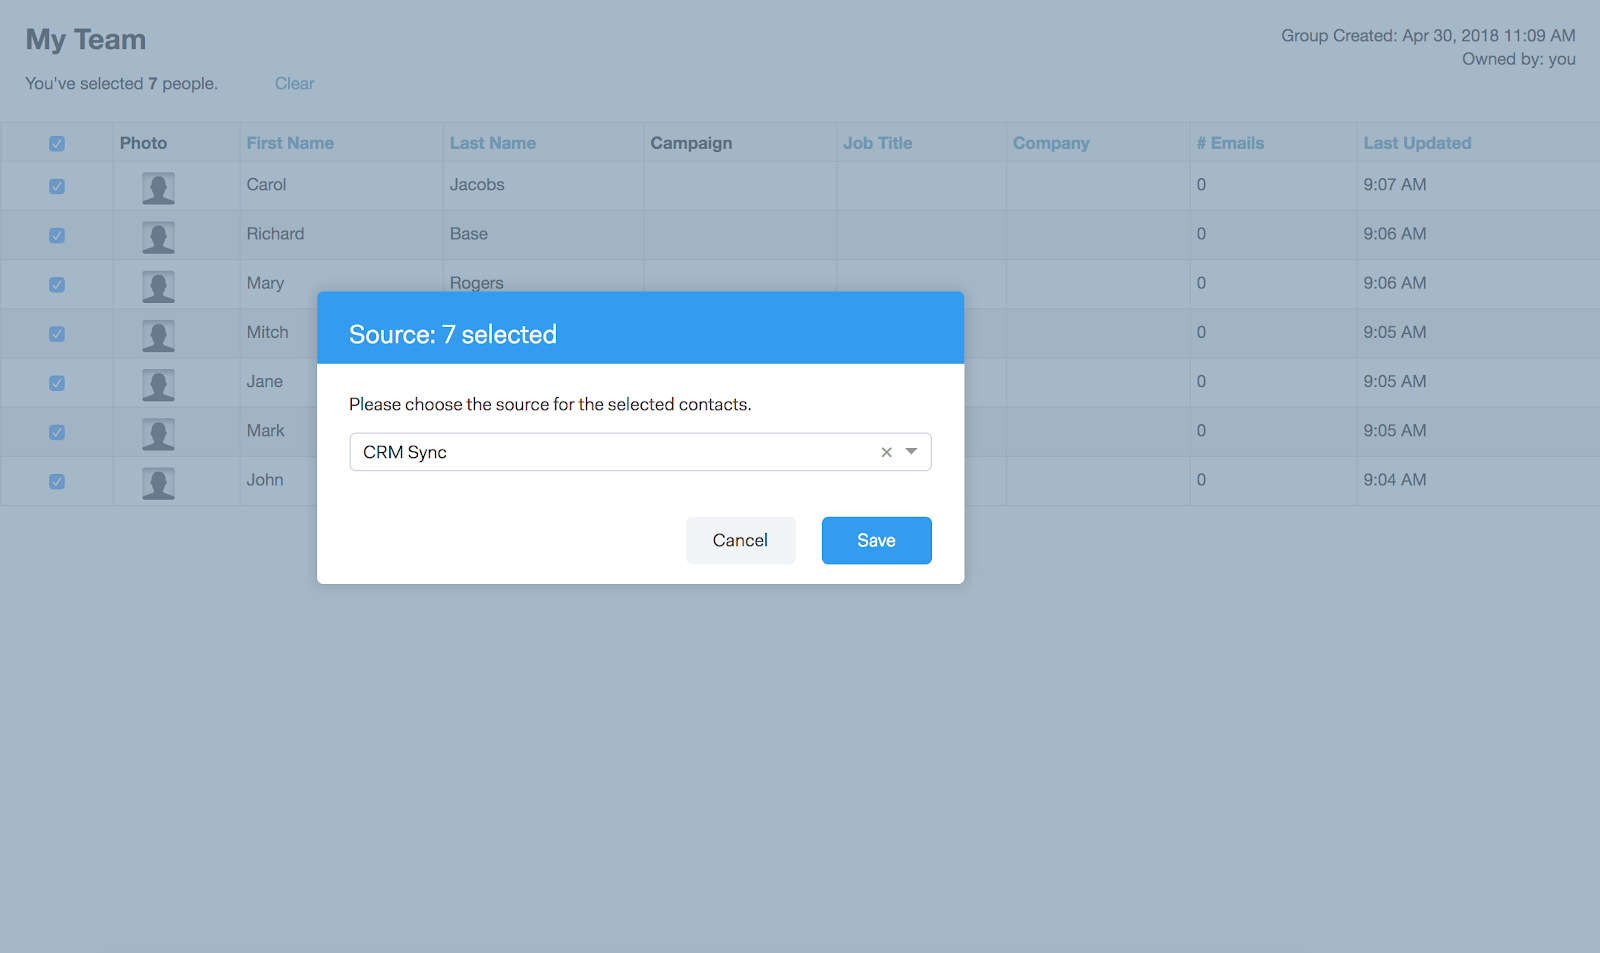 My Team
Group Created: Apr 30, 2018 11:09 AM
Owned by: you
You've selected 7 people. Clear
Photo First Name Last Name Campaign Job Title Company # Emails Last Updated
Carol Jacobs 0 9:07 AM
Richard Base 0 9:06 AM
Mary Rogers 0 9:06 AM
Mitch 0 9:05 AM
Jane 0 9:05 AM
Mark 0 9:05 AM
John 0 9:04 AM
Source: 7 selected
Please choose the source for the selected contacts.
CRM Sync
Cancel Save